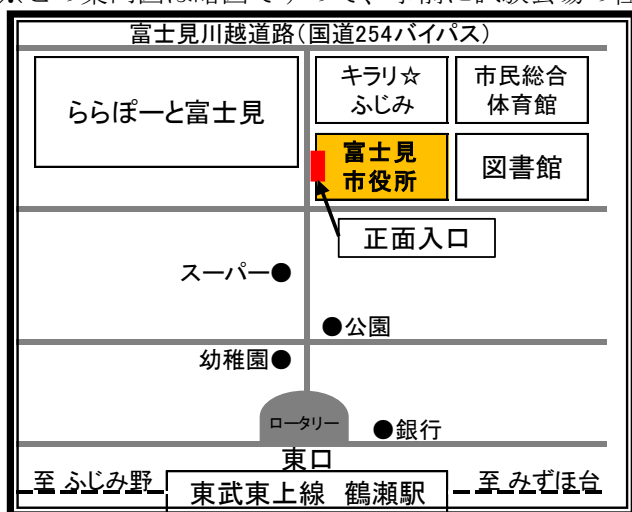 富士見川越道路(国道254バイパス)
ららぽーと富士見
キラリ☆
ふじみ
市民総合
体育館
富士見
市役所
図書館
正面入口
スーパー●
●公園
幼稚園●
ロータリー
●銀行
東口
至 ふじみ野
東武東上線 鶴瀬駅
至 みずほ台